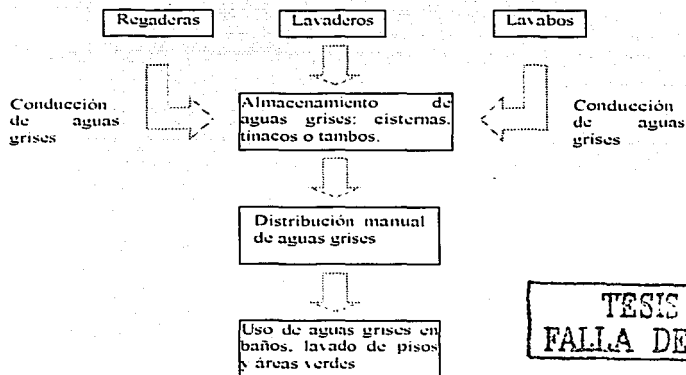 Regaderas
Lavaderos
Lavabos
Conducción
de aguas
grises
Almacenamiento de
aguas grises: cisternas,
tinacos o tambos.
Conducción
de aguas
grises
Distribución manual
de aguas grises
Uso de aguas grises en
baños, lavado de pisos
y áreas verdes
TESIS
FALLA DE